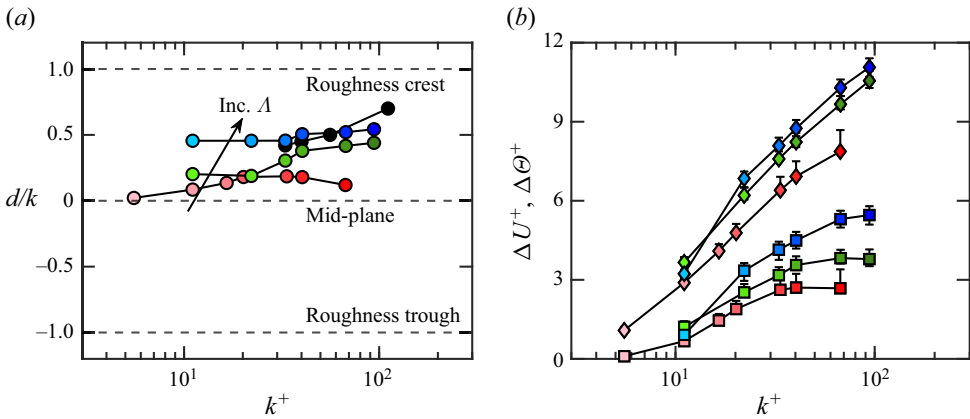 (a)
1.0
0.5
0
−0.5
−1.0
d/k
Inc. Λ
Roughness crest
Mid-plane
Roughness trough
10¹
10²
k⁺
(b)
12
9
6
3
0
ΔU⁺, ΔΘ⁺
10¹
10²
k⁺